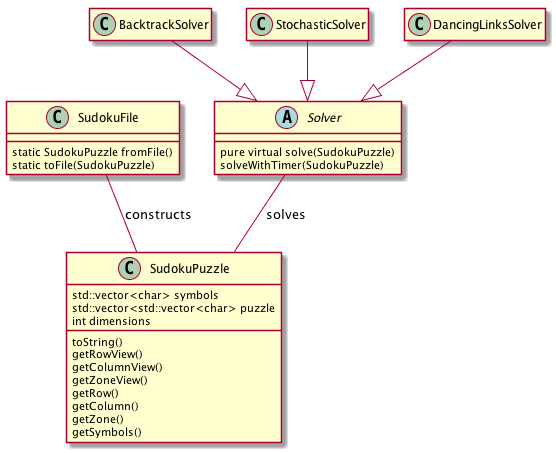 C BacktrackSolver
C StochasticSolver
C DancingLinksSolver
C SudokuFile
static SudokuPuzzle fromFile()
static toFile(SudokuPuzzle)
A Solver
pure virtual solve(SudokuPuzzle)
solveWithTimer(SudokuPuzzle)
constructs
solves
C SudokuPuzzle
std::vector<char> symbols
std::vector<std::vector<char> puzzle
int dimensions
toString()
getRowView()
getColumnView()
getZoneView()
getRow()
getColumn()
getZone()
getSymbols()